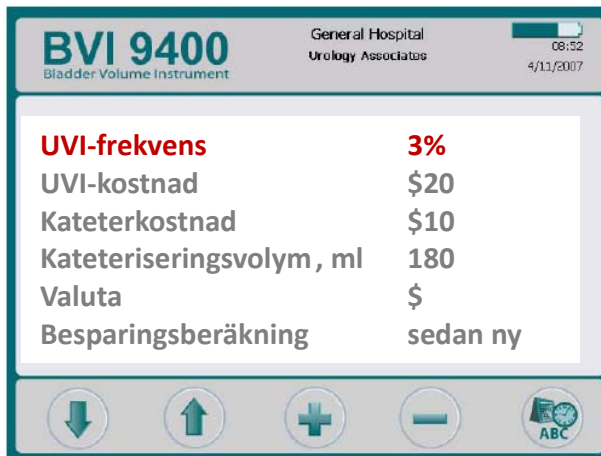 BVI 9400
Bladder Volume Instrument
General Hospital
Urology Associates
08:52
4/11/2007
UVI-frekvens 3%
UVI-kostnad $20
Kateterkostnad $10
Kateteriseringsvolym, ml 180
Valuta $
Besparingsberäkning sedan ny
ABC